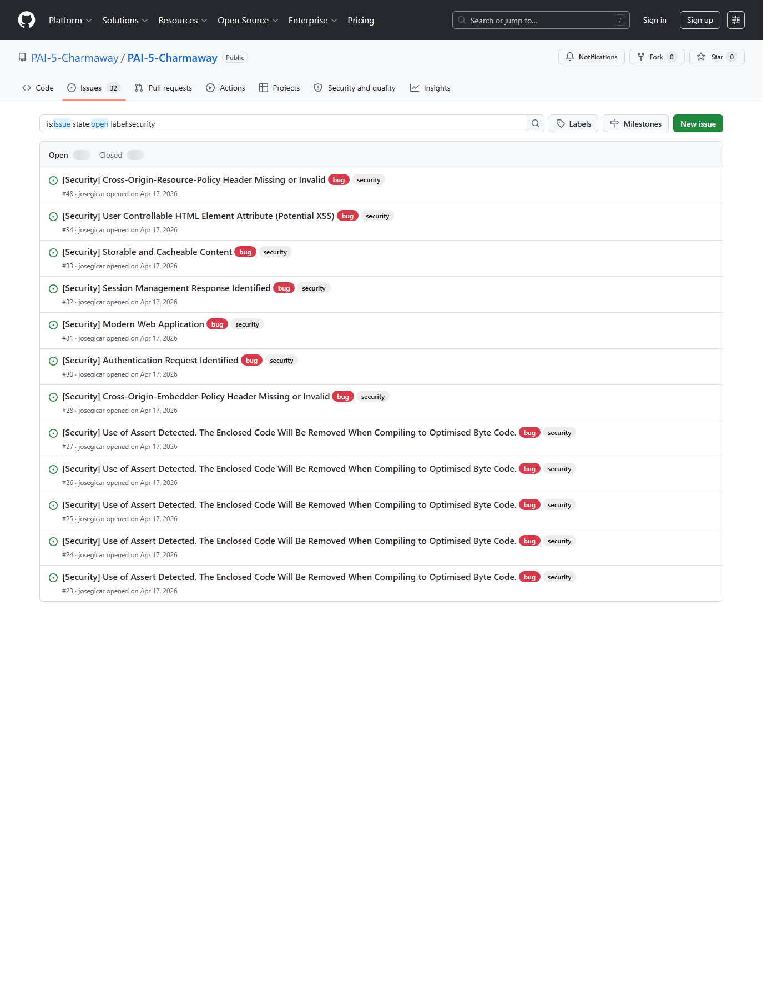 Platform Solutions Resources Open Source Enterprise Pricing Search or jump to... / Sign in Sign up
PAI-5-Charmaway / PAI-5-Charmaway Public Notifications Fork 0 Star 0
Code Issues 32 Pull requests Actions Projects Security and quality Insights
is:issue state:open label:security Labels Milestones New issue
Open Closed
[Security] Cross-Origin-Resource-Policy Header Missing or Invalid bug security
#48 · josegicar opened on Apr 17, 2026
[Security] User Controllable HTML Element Attribute (Potential XSS) bug security
#34 · josegicar opened on Apr 17, 2026
[Security] Storable and Cacheable Content bug security
#33 · josegicar opened on Apr 17, 2026
[Security] Session Management Response Identified bug security
#32 · josegicar opened on Apr 17, 2026
[Security] Modern Web Application bug security
#31 · josegicar opened on Apr 17, 2026
[Security] Authentication Request Identified bug security
#30 · josegicar opened on Apr 17, 2026
[Security] Cross-Origin-Embedder-Policy Header Missing or Invalid bug security
#28 · josegicar opened on Apr 17, 2026
[Security] Use of Assert Detected. The Enclosed Code Will Be Removed When Compiling to Optimised Byte Code. bug security
#27 · josegicar opened on Apr 17, 2026
[Security] Use of Assert Detected. The Enclosed Code Will Be Removed When Compiling to Optimised Byte Code. bug security
#26 · josegicar opened on Apr 17, 2026
[Security] Use of Assert Detected. The Enclosed Code Will Be Removed When Compiling to Optimised Byte Code. bug security
#25 · josegicar opened on Apr 17, 2026
[Security] Use of Assert Detected. The Enclosed Code Will Be Removed When Compiling to Optimised Byte Code. bug security
#24 · josegicar opened on Apr 17, 2026
[Security] Use of Assert Detected. The Enclosed Code Will Be Removed When Compiling to Optimised Byte Code. bug security
#23 · josegicar opened on Apr 17, 2026